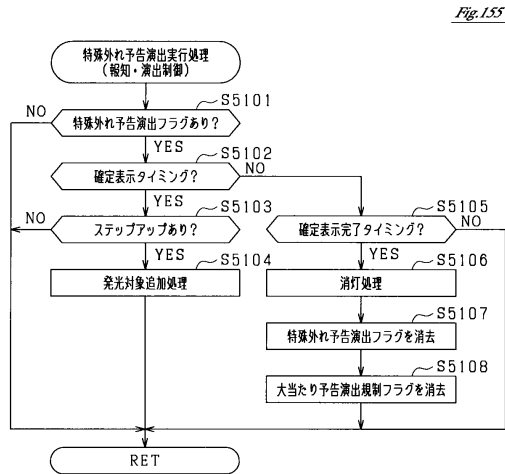 Fig.155
特殊外れ予告演出実行処理
(報知・演出制御)
S5101
NO
特殊外れ予告演出フラグあり?
YES
S5102
確定表示タイミング?
NO
YES
S5103
NO
ステップアップあり?
YES
S5104
発光対象追加処理
S5105
確定表示完了タイミング?
NO
YES
S5106
消灯処理
S5107
特殊外れ予告演出フラグを消去
S5108
大当たり予告演出規制フラグを消去
RET